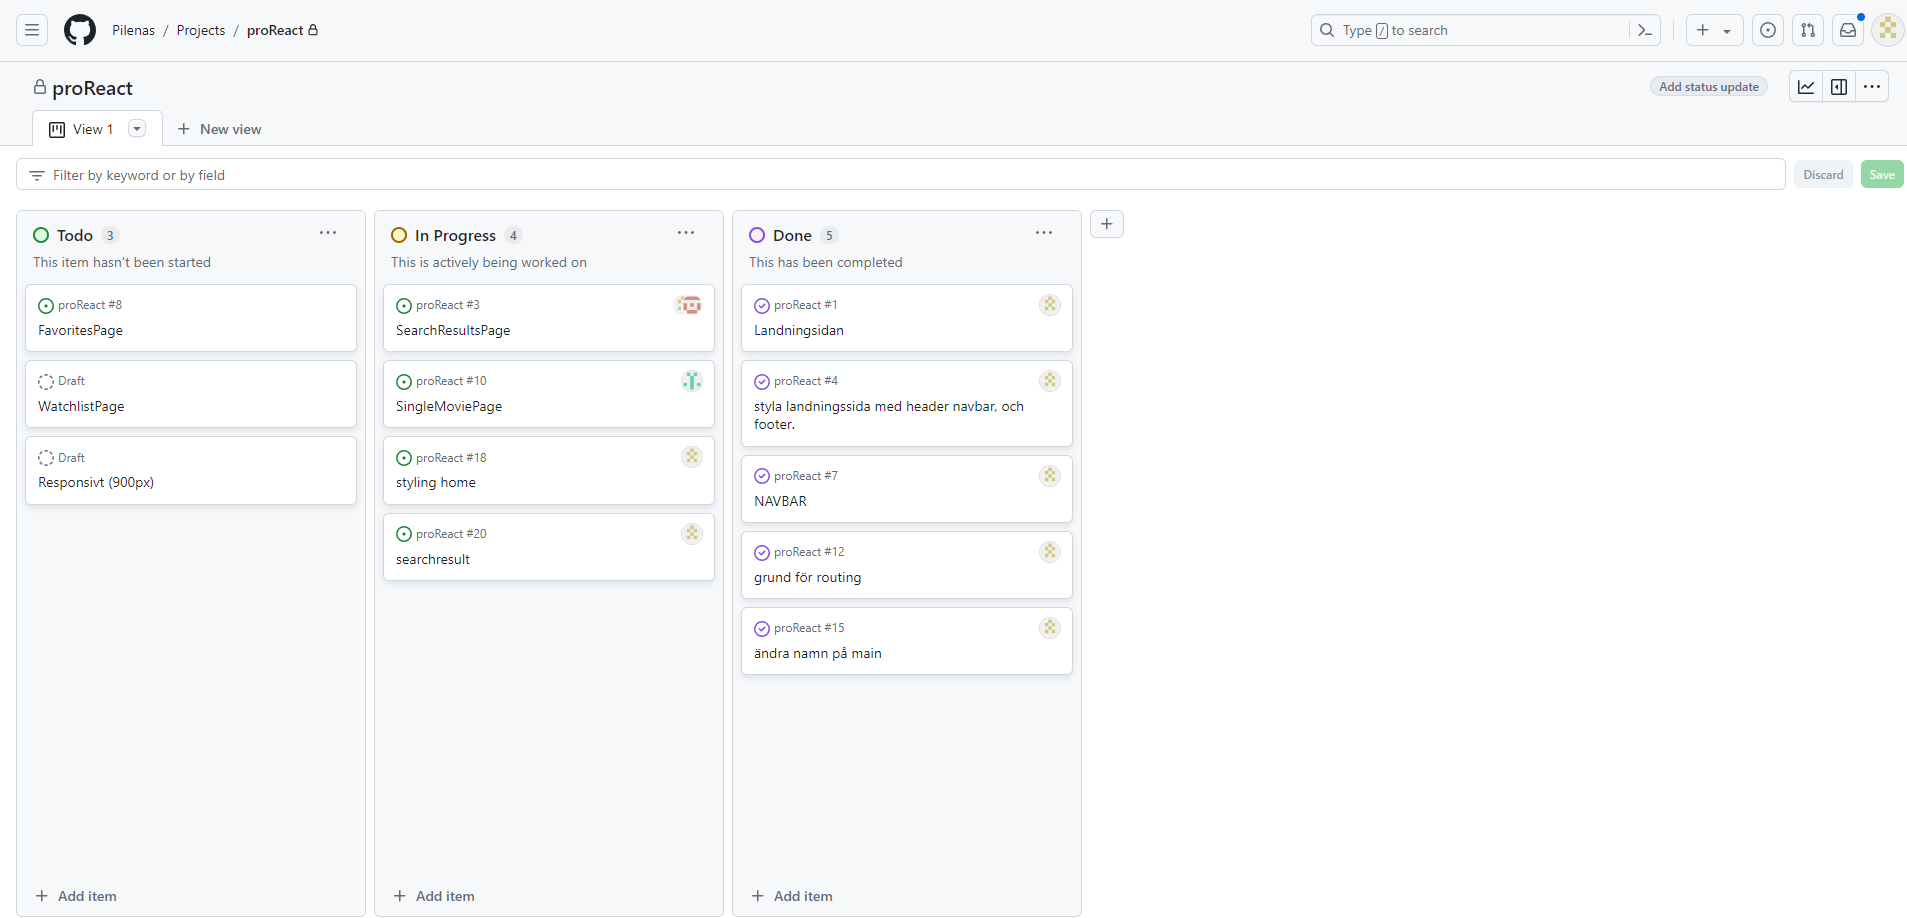 Pilenas / Projects / proReact
Type / to search
proReact
Add status update
View 1
New view
Filter by keyword or by field
Discard
Save
Todo 3
This item hasn't been started
proReact #8
FavoritesPage
Draft
WatchlistPage
Draft
Responsivt (900px)
Add item
In Progress 4
This is actively being worked on
proReact #3
SearchResultsPage
proReact #10
SingleMoviePage
proReact #18
styling home
proReact #20
searchresult
Add item
Done 5
This has been completed
proReact #1
Landningsidan
proReact #4
styla landningssida med header navbar, och
footer.
proReact #7
NAVBAR
proReact #12
grund för routing
proReact #15
ändra namn på main
Add item